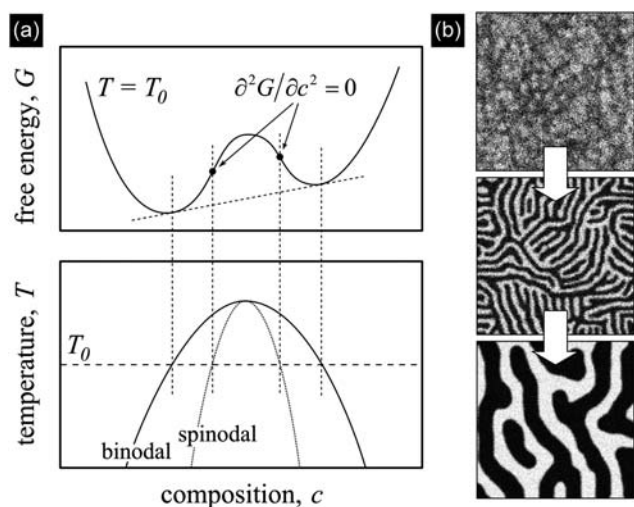 (a)
free energy, G
T = T0
∂²G/∂c² = 0
temperature, T
T0
binodal
spinodal
composition, c
(b)